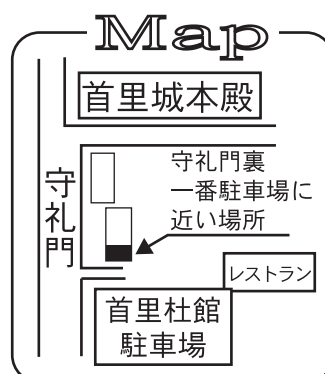 Map
首里城本殿
守礼門
守礼門裏
一番駐車場に
近い場所
レストラン
首里杜館
駐車場